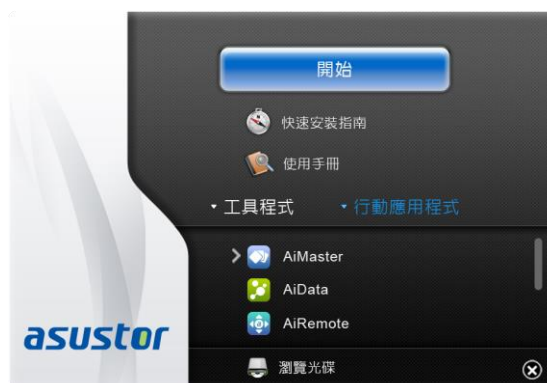 開始
快速安裝指南
使用手冊
工具程式 行動應用程式
AiMaster
AiData
AiRemote
asustor
瀏覽光碟